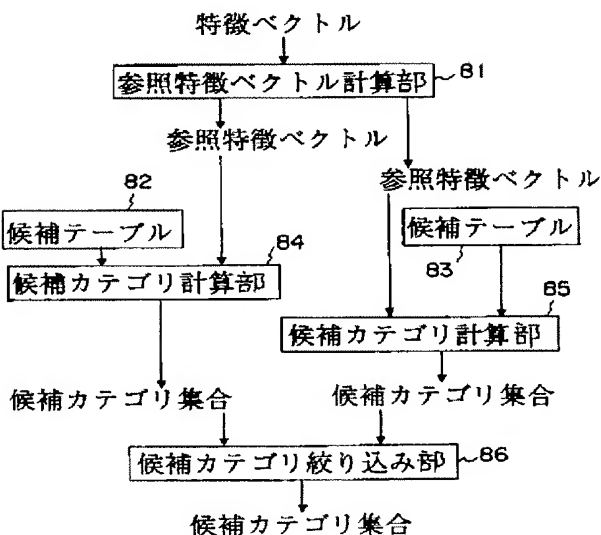 特徴ベクトル
参照特徴ベクトル計算部
81
参照特徴ベクトル
参照特徴ベクトル
82
候補テーブル
候補テーブル
83
84
候補カテゴリ計算部
85
候補カテゴリ計算部
候補カテゴリ集合
候補カテゴリ集合
候補カテゴリ絞り込み部
86
候補カテゴリ集合